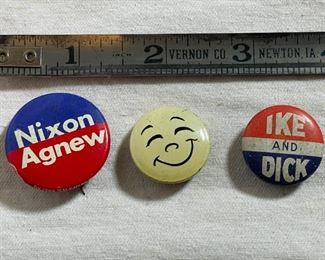 1 2 VERNON CO 3 NEWTON, IA.
Nixon
Agnew
IKE
AND
DICK